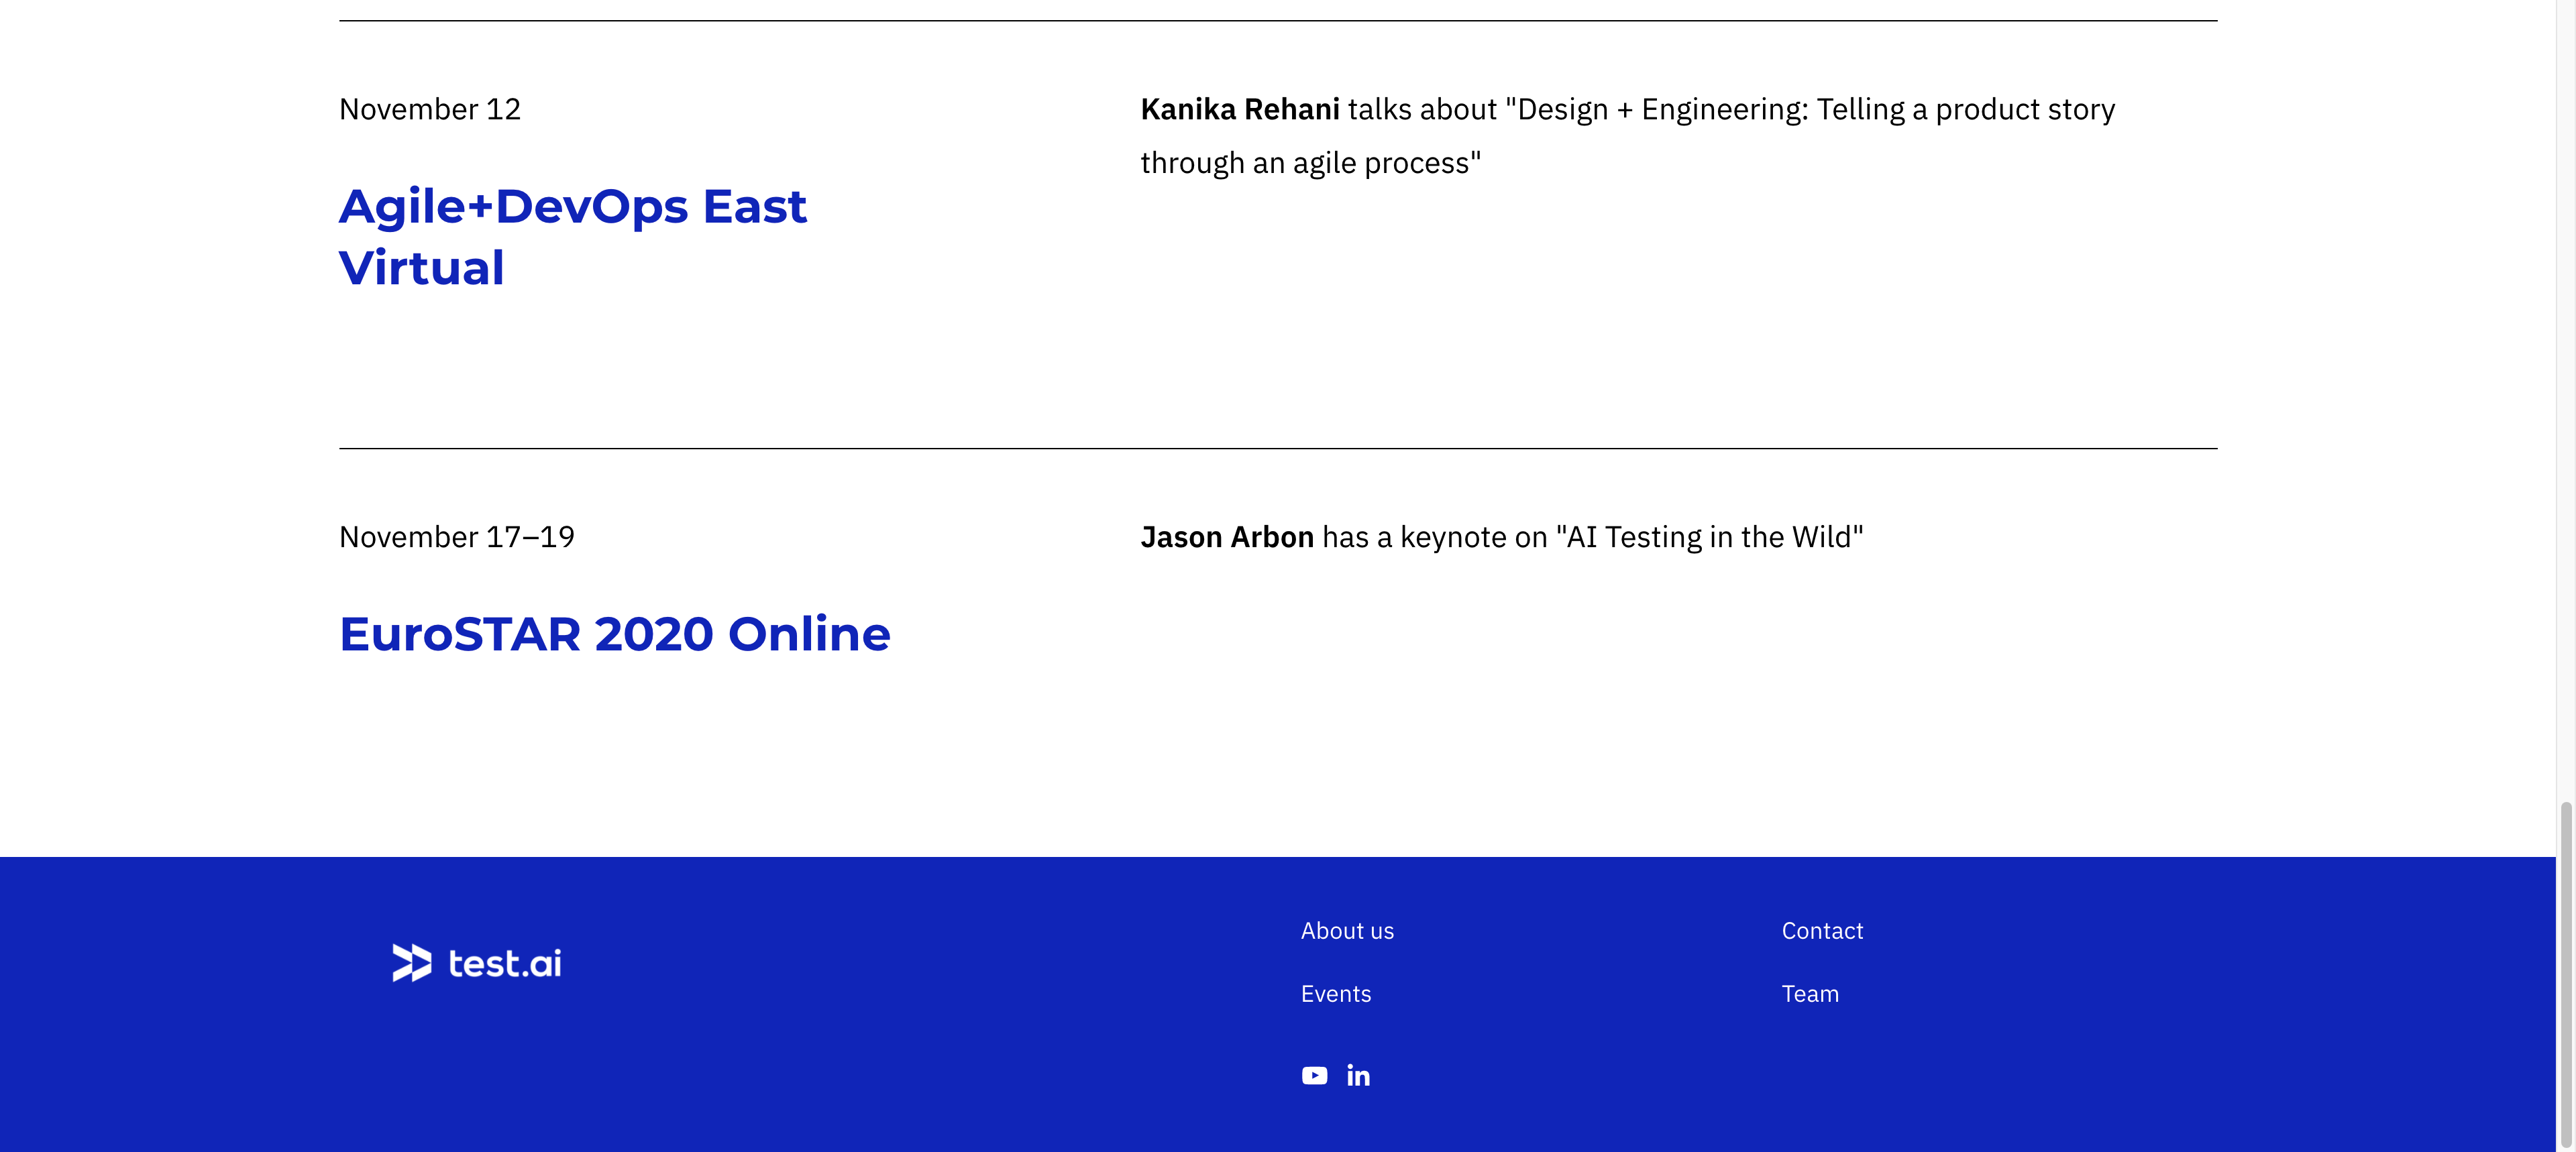 November 12
Agile+DevOps East
Virtual
Kanika Rehani talks about "Design + Engineering: Telling a product story
through an agile process"
November 17–19
EuroSTAR 2020 Online
Jason Arbon has a keynote on "AI Testing in the Wild"
test.ai
About us
Events
Contact
Team
in